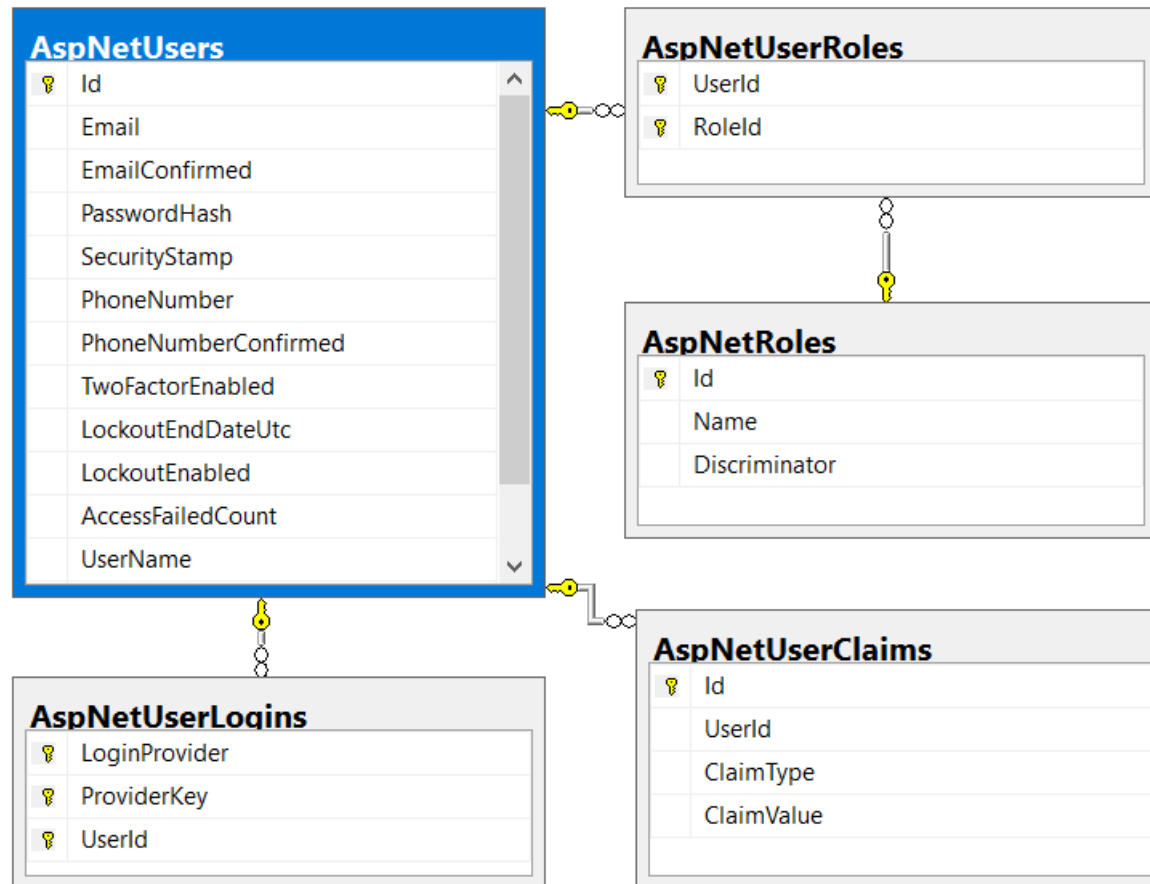 AspNetUsers
Id
Email
EmailConfirmed
PasswordHash
SecurityStamp
PhoneNumber
PhoneNumberConfirmed
TwoFactorEnabled
LockoutEndDateUtc
LockoutEnabled
AccessFailedCount
UserName
AspNetUserRoles
UserId
RoleId
AspNetRoles
Id
Name
Discriminator
AspNetUserLogins
LoginProvider
ProviderKey
UserId
AspNetUserClaims
Id
UserId
ClaimType
ClaimValue